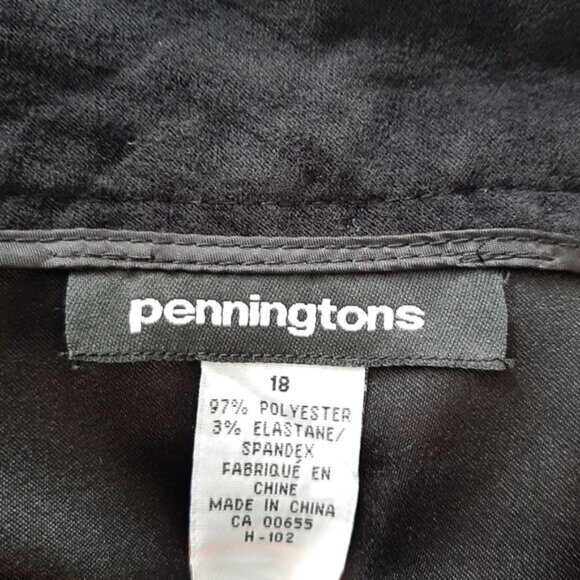 penningtons
18
97% POLYESTER
3% ELASTANE/
SPANDEX
FABRIQUÉ EN
CHINE
MADE IN CHINA
CA 00655
H-102